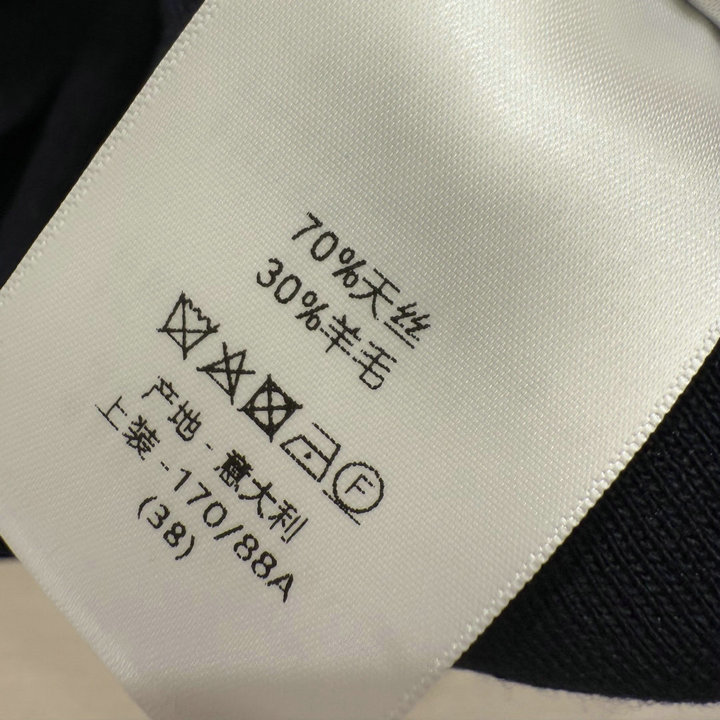 70%天丝
30%羊毛
F
产地-意大利
上装-170/88A
(38)